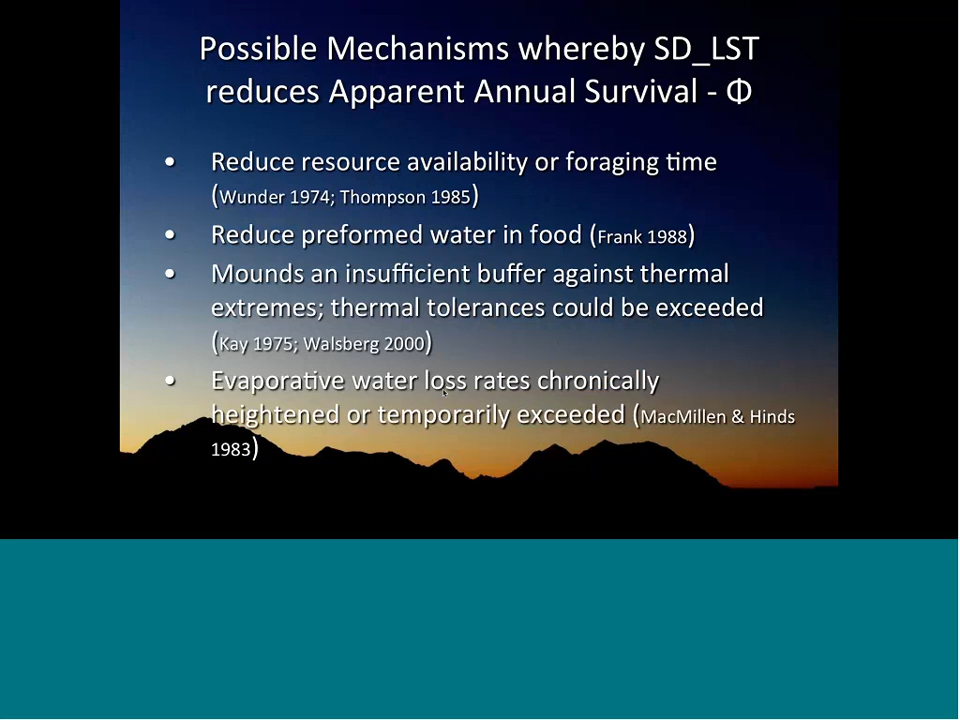 Possible Mechanisms whereby SD_LST
reduces Apparent Annual Survival - Φ
• Reduce resource availability or foraging time
(Wunder 1974; Thompson 1985)
• Reduce preformed water in food (Frank 1988)
• Mounds an insufficient buffer against thermal
extremes; thermal tolerances could be exceeded
(Kay 1975; Walsberg 2000)
• Evaporative water loss rates chronically
heightened or temporarily exceeded (MacMillen & Hinds
1983)